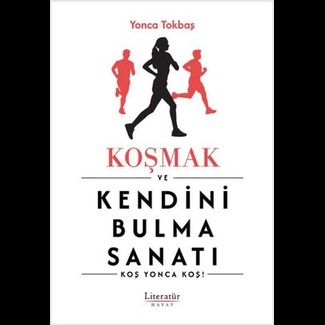 Yonca Tokbaş
KOŞMAK
VE
KENDİNİ
BULMA
SANATI
KOŞ YONCA KOŞ!
Literatür
HAYAT